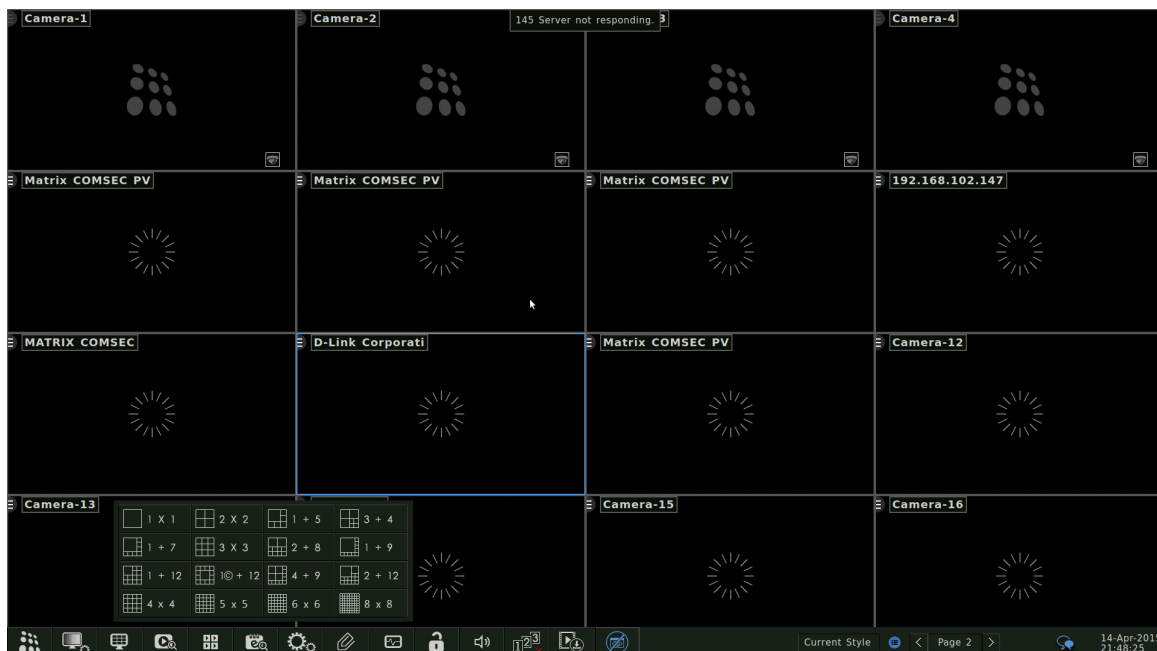 Camera-1
Camera-2
145 Server not responding.
3
Camera-4
Matrix COMSEC PV
Matrix COMSEC PV
Matrix COMSEC PV
192.168.102.147
MATRIX COMSEC
D-Link Corporati
Matrix COMSEC PV
Camera-12
Camera-13
Camera-15
Camera-16
1 X 1
2 X 2
1 + 5
3 + 4
1 + 7
3 X 3
2 + 8
1 + 9
1 + 12
1© + 12
4 + 9
2 + 12
4 x 4
5 x 5
6 x 6
8 x 8
123
Current Style
Page 2
14-Apr-2015
21:48:25